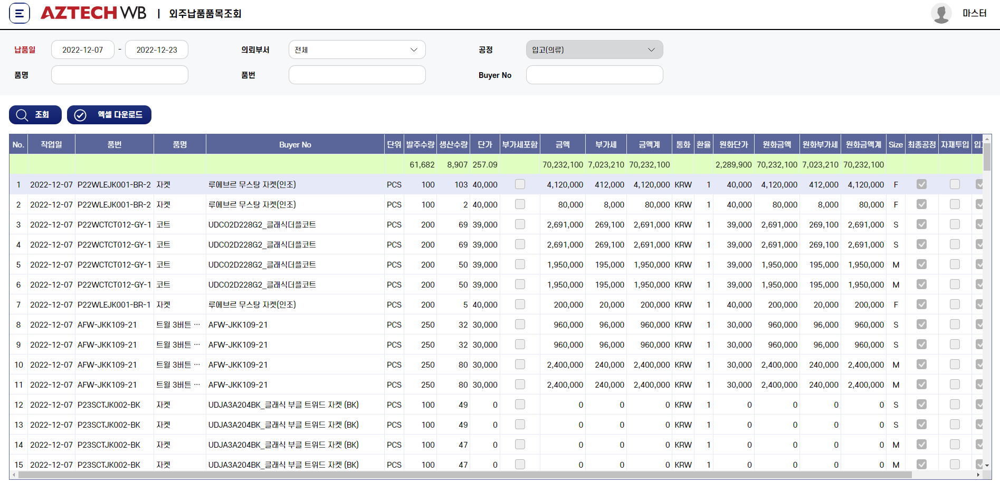 AZTECH WB | 외주납품품목조회 마스터
납품일 2022-12-07 - 2022-12-23 의뢰부서 전체 공정 입고(의류)
품명 품번 Buyer No
조회 엑셀 다운로드
No. 작업일 품번 품명 Buyer No 단위 발주수량 생산수량 단가 부가세포함 금액 부가세 금액계 통화 환율 원화단가 원화금액 원화부가세 원화금액계 Size 최종공정 자재투입
61,682 8,907 257.09 70,232,100 7,023,210 70,232,100 2,289,900 70,232,100 7,023,210 70,232,100
1 2022-12-07 P22WLEJK001-BR-2 자켓 루에브르 무스탕 자켓(인조) PCS 100 103 40,000 4,120,000 412,000 4,120,000 KRW 1 40,000 4,120,000 412,000 4,120,000 F
2 2022-12-07 P22WLEJK001-BR-2 자켓 루에브르 무스탕 자켓(인조) PCS 100 2 40,000 80,000 8,000 80,000 KRW 1 40,000 80,000 8,000 80,000 F
3 2022-12-07 P22WCTCT012-GY-1 코트 UDCO2D228G2_클래식더플코트 PCS 200 69 39,000 2,691,000 269,100 2,691,000 KRW 1 39,000 2,691,000 269,100 2,691,000 S
4 2022-12-07 P22WCTCT012-GY-1 코트 UDCO2D228G2_클래식더플코트 PCS 200 69 39,000 2,691,000 269,100 2,691,000 KRW 1 39,000 2,691,000 269,100 2,691,000 S
5 2022-12-07 P22WCTCT012-GY-1 코트 UDCO2D228G2_클래식더플코트 PCS 200 50 39,000 1,950,000 195,000 1,950,000 KRW 1 39,000 1,950,000 195,000 1,950,000 M
6 2022-12-07 P22WCTCT012-GY-1 코트 UDCO2D228G2_클래식더플코트 PCS 200 50 39,000 1,950,000 195,000 1,950,000 KRW 1 39,000 1,950,000 195,000 1,950,000 M
7 2022-12-07 P22WLEJK001-BR-1 자켓 루에브르 무스탕 자켓(인조) PCS 200 5 40,000 200,000 20,000 200,000 KRW 1 40,000 200,000 20,000 200,000 F
8 2022-12-07 AFW-JKK109-21 트윌 3버튼 … AFW-JKK109-21 PCS 250 32 30,000 960,000 96,000 960,000 KRW 1 30,000 960,000 96,000 960,000 S
9 2022-12-07 AFW-JKK109-21 트윌 3버튼 … AFW-JKK109-21 PCS 250 32 30,000 960,000 96,000 960,000 KRW 1 30,000 960,000 96,000 960,000 S
10 2022-12-07 AFW-JKK109-21 트윌 3버튼 … AFW-JKK109-21 PCS 250 80 30,000 2,400,000 240,000 2,400,000 KRW 1 30,000 2,400,000 240,000 2,400,000 M
11 2022-12-07 AFW-JKK109-21 트윌 3버튼 … AFW-JKK109-21 PCS 250 80 30,000 2,400,000 240,000 2,400,000 KRW 1 30,000 2,400,000 240,000 2,400,000 M
12 2022-12-07 P23SCTJK002-BK 자켓 UDJA3A204BK_클래식 부클 트위드 자켓 (BK) PCS 100 49 0 0 0 0 KRW 1 0 0 0 0 S
13 2022-12-07 P23SCTJK002-BK 자켓 UDJA3A204BK_클래식 부클 트위드 자켓 (BK) PCS 100 49 0 0 0 0 KRW 1 0 0 0 0 S
14 2022-12-07 P23SCTJK002-BK 자켓 UDJA3A204BK_클래식 부클 트위드 자켓 (BK) PCS 100 47 0 0 0 0 KRW 1 0 0 0 0 M
15 2022-12-07 P23SCTJK002-BK 자켓 UDJA3A204BK_클래식 부클 트위드 자켓 (BK) PCS 100 47 0 0 0 0 KRW 1 0 0 0 0 M